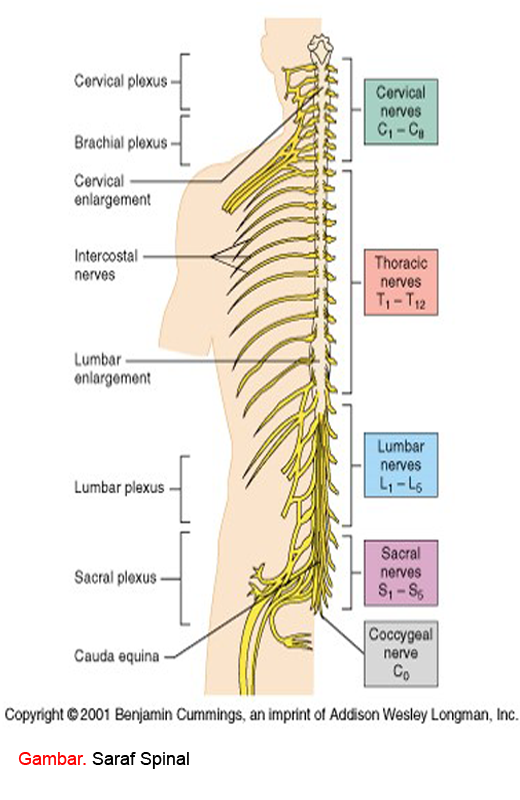 Cervical plexus
Brachial plexus
Cervical
enlargement
Intercostal
nerves
Lumbar
enlargement
Lumbar plexus
Sacral plexus
Cauda equina
Cervical
nerves
C₁ – C₈
Thoracic
nerves
T₁ – T₁₂
Lumbar
nerves
L₁ – L₅
Sacral
nerves
S₁ – S₅
Coccygeal
nerve
C₀
Copyright © 2001 Benjamin Cummings, an imprint of Addison Wesley Longman, Inc.
Gambar. Saraf Spinal